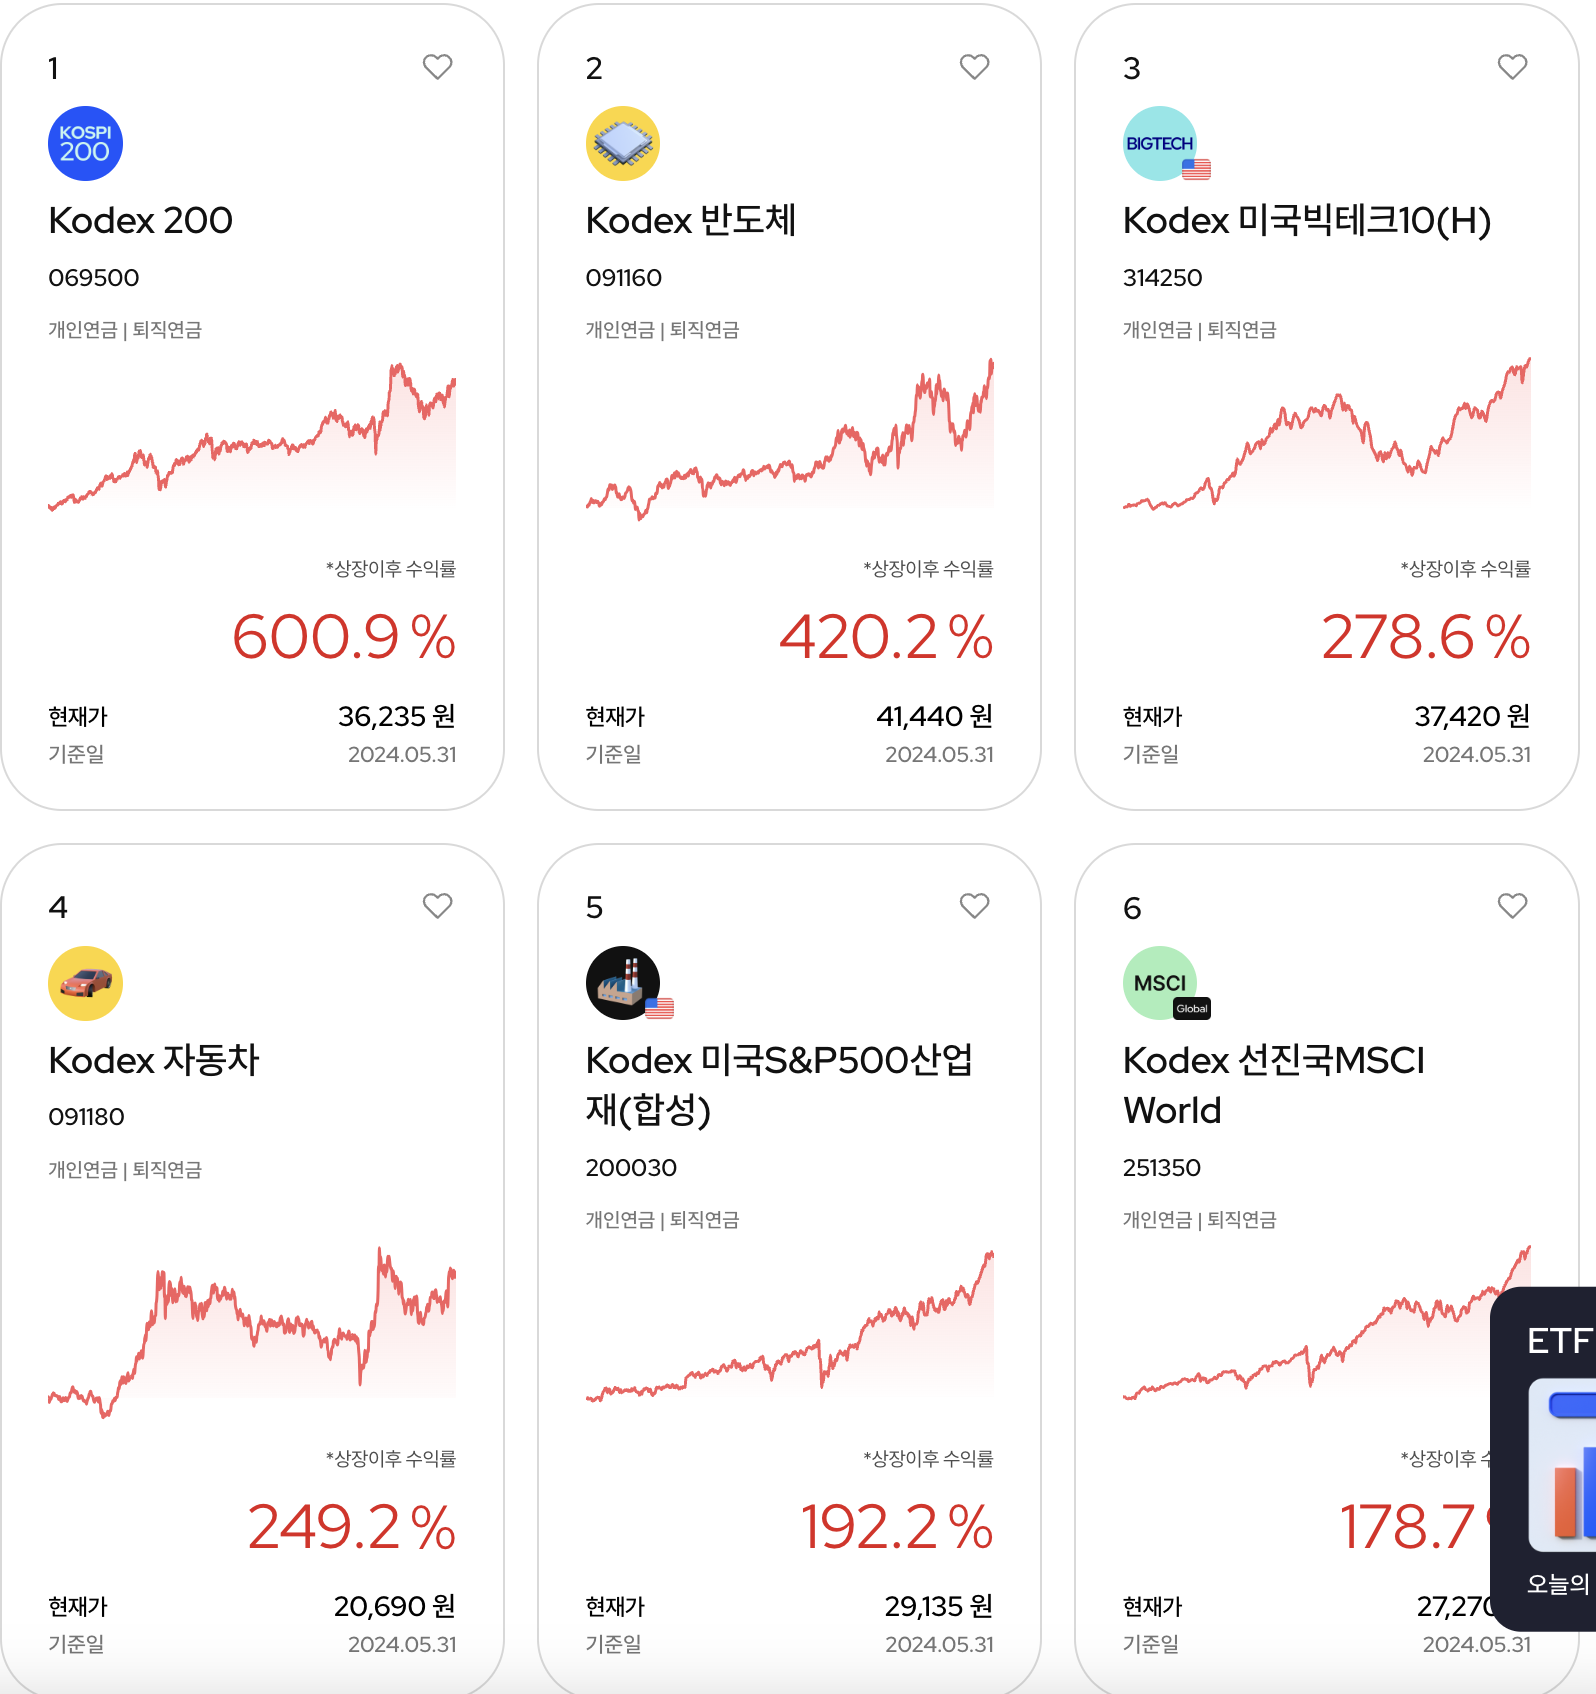 1
KOSPI
200
Kodex 200
069500
개인연금 | 퇴직연금
*상장이후 수익률
600.9 %
현재가 36,235 원
기준일 2024.05.31
2
Kodex 반도체
091160
개인연금 | 퇴직연금
*상장이후 수익률
420.2 %
현재가 41,440 원
기준일 2024.05.31
3
BIGTECH
Kodex 미국빅테크10(H)
314250
개인연금 | 퇴직연금
*상장이후 수익률
278.6 %
현재가 37,420 원
기준일 2024.05.31
4
Kodex 자동차
091180
개인연금 | 퇴직연금
*상장이후 수익률
249.2 %
현재가 20,690 원
기준일 2024.05.31
5
Kodex 미국S&P500산업
재(합성)
200030
개인연금 | 퇴직연금
*상장이후 수익률
192.2 %
현재가 29,135 원
기준일 2024.05.31
6
MSCI
Global
Kodex 선진국MSCI
World
251350
개인연금 | 퇴직연금
*상장이후
178.7
현재가 27,270
기준일 2024.05.31
ETF
오늘의